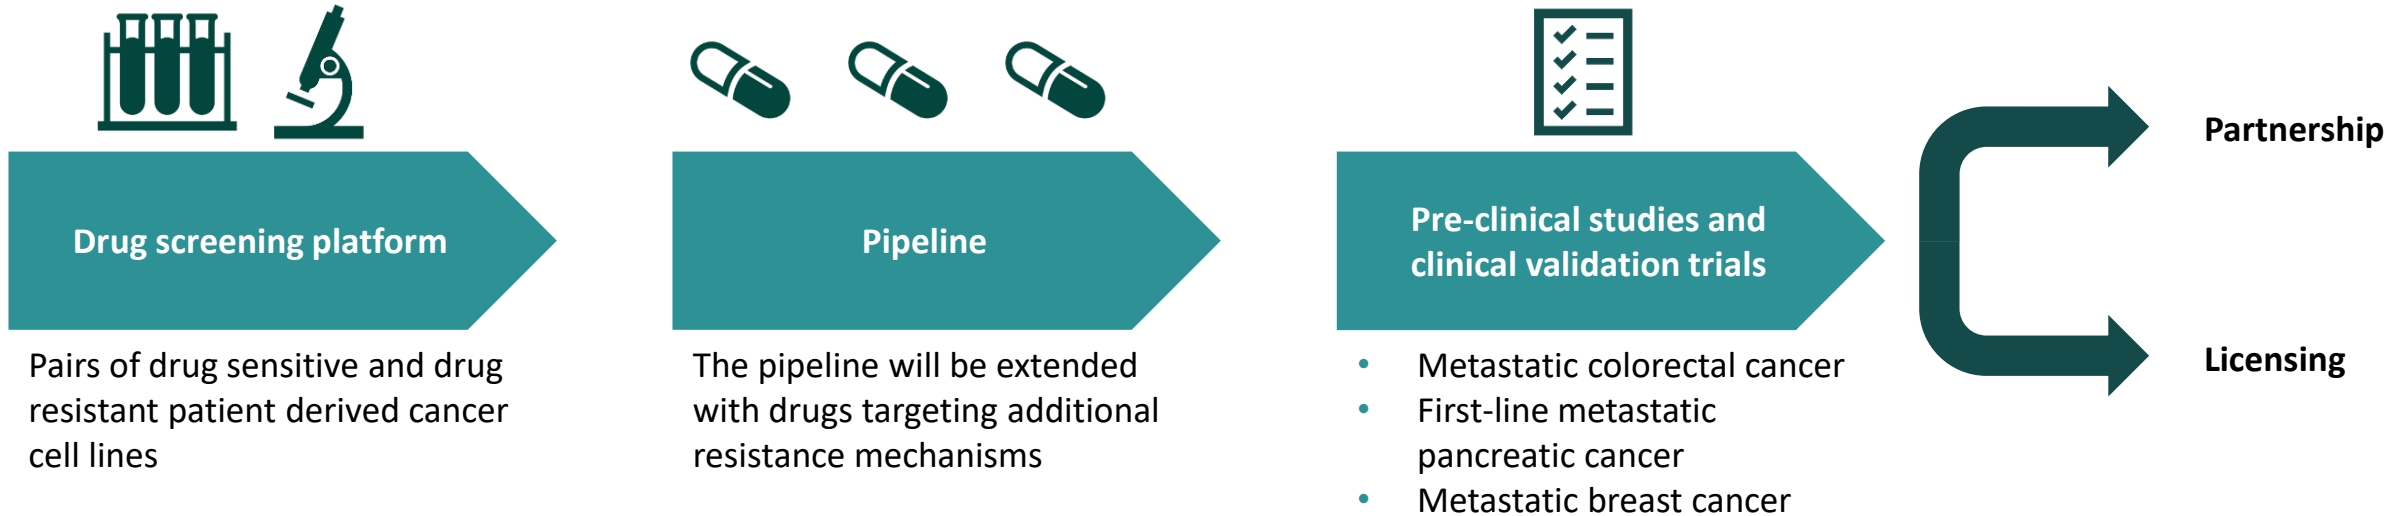 Drug screening platform
Pairs of drug sensitive and drug
resistant patient derived cancer
cell lines
Pipeline
The pipeline will be extended
with drugs targeting additional
resistance mechanisms
Pre-clinical studies and
clinical validation trials
• Metastatic colorectal cancer
• First-line metastatic
pancreatic cancer
• Metastatic breast cancer
Partnership
Licensing